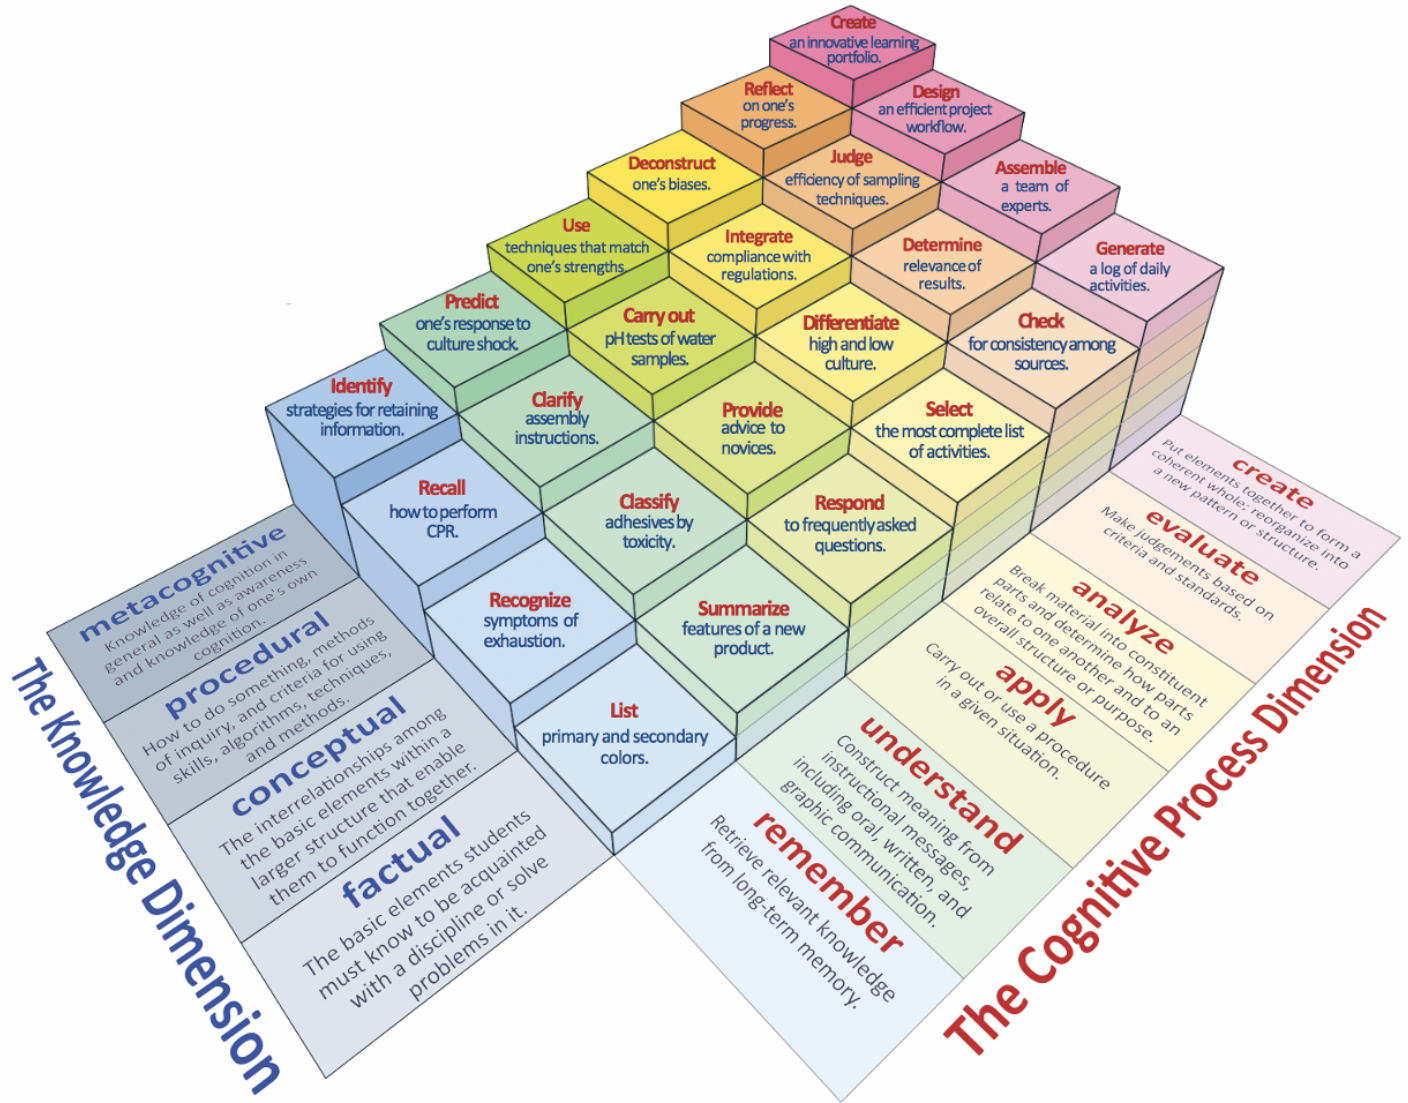 Create
an innovative learning
portfolio.
Reflect
on one's
progress.
Design
an efficient project
workflow.
Deconstruct
one's biases.
Judge
efficiency of sampling
techniques.
Assemble
a team of
experts.
Use
techniques that match
one's strengths.
Integrate
compliance with
regulations.
Determine
relevance of
results.
Generate
a log of daily
activities.
Predict
one's response to
culture shock.
Carry out
pH tests of water
samples.
Differentiate
high and low
culture.
Check
for consistency among
sources.
Identify
strategies for retaining
information.
Clarify
assembly
instructions.
Provide
advice to
novices.
Select
the most complete list
of activities.
Recall
how to perform
CPR.
Classify
adhesives by
toxicity.
Respond
to frequently asked
questions.
Recognize
symptoms of
exhaustion.
Summarize
features of a new
product.
List
primary and secondary
colors.
metacognitive
Knowledge of cognition in
general as well as awareness
and knowledge of one's own
cognition.
procedural
How to do something, methods
of inquiry, and criteria for using
skills, algorithms, techniques,
and methods.
conceptual
The interrelationships among
the basic elements within a
larger structure that enable
them to function together.
factual
The basic elements students
must know to be acquainted
with a discipline or solve
problems in it.
The Knowledge Dimension
create
Put elements together to form a
coherent whole; reorganize into
a new pattern or structure.
evaluate
Make judgements based on
criteria and standards.
analyze
Break material into constituent
parts and determine how parts
relate to one another and to an
overall structure or purpose.
apply
Carry out or use a procedure
in a given situation.
understand
Construct meaning from
instructional messages,
including oral, written, and
graphic communication.
remember
Retrieve relevant knowledge
from long-term memory.
The Cognitive Process Dimension